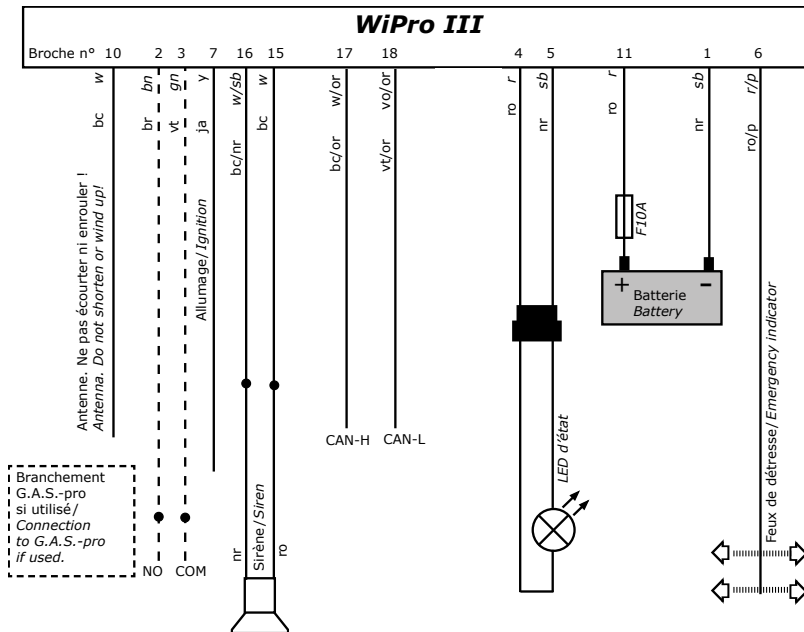 WiPro III
Broche n° 10 2 3 7 16 15 17 18 4 5 11 1 6
w bn gn y w/sb w w/or vo/or r sb r sb r/p
bc br vt ja bc/nr bc bc/or vt/or ro nr ro nr ro/p
Antenne. Ne pas écourter ni enrouler !
Antenna. Do not shorten or wind up!
Allumage/Ignition
F10A
+ -
Batterie
Battery
CAN-H CAN-L
LED d'état
Feux de détresse/Emergency indicator
Branchement
G.A.S.-pro
si utilisé/
Connection
to G.A.S.-pro
if used.
NO COM
nr
Sirène/Siren
ro